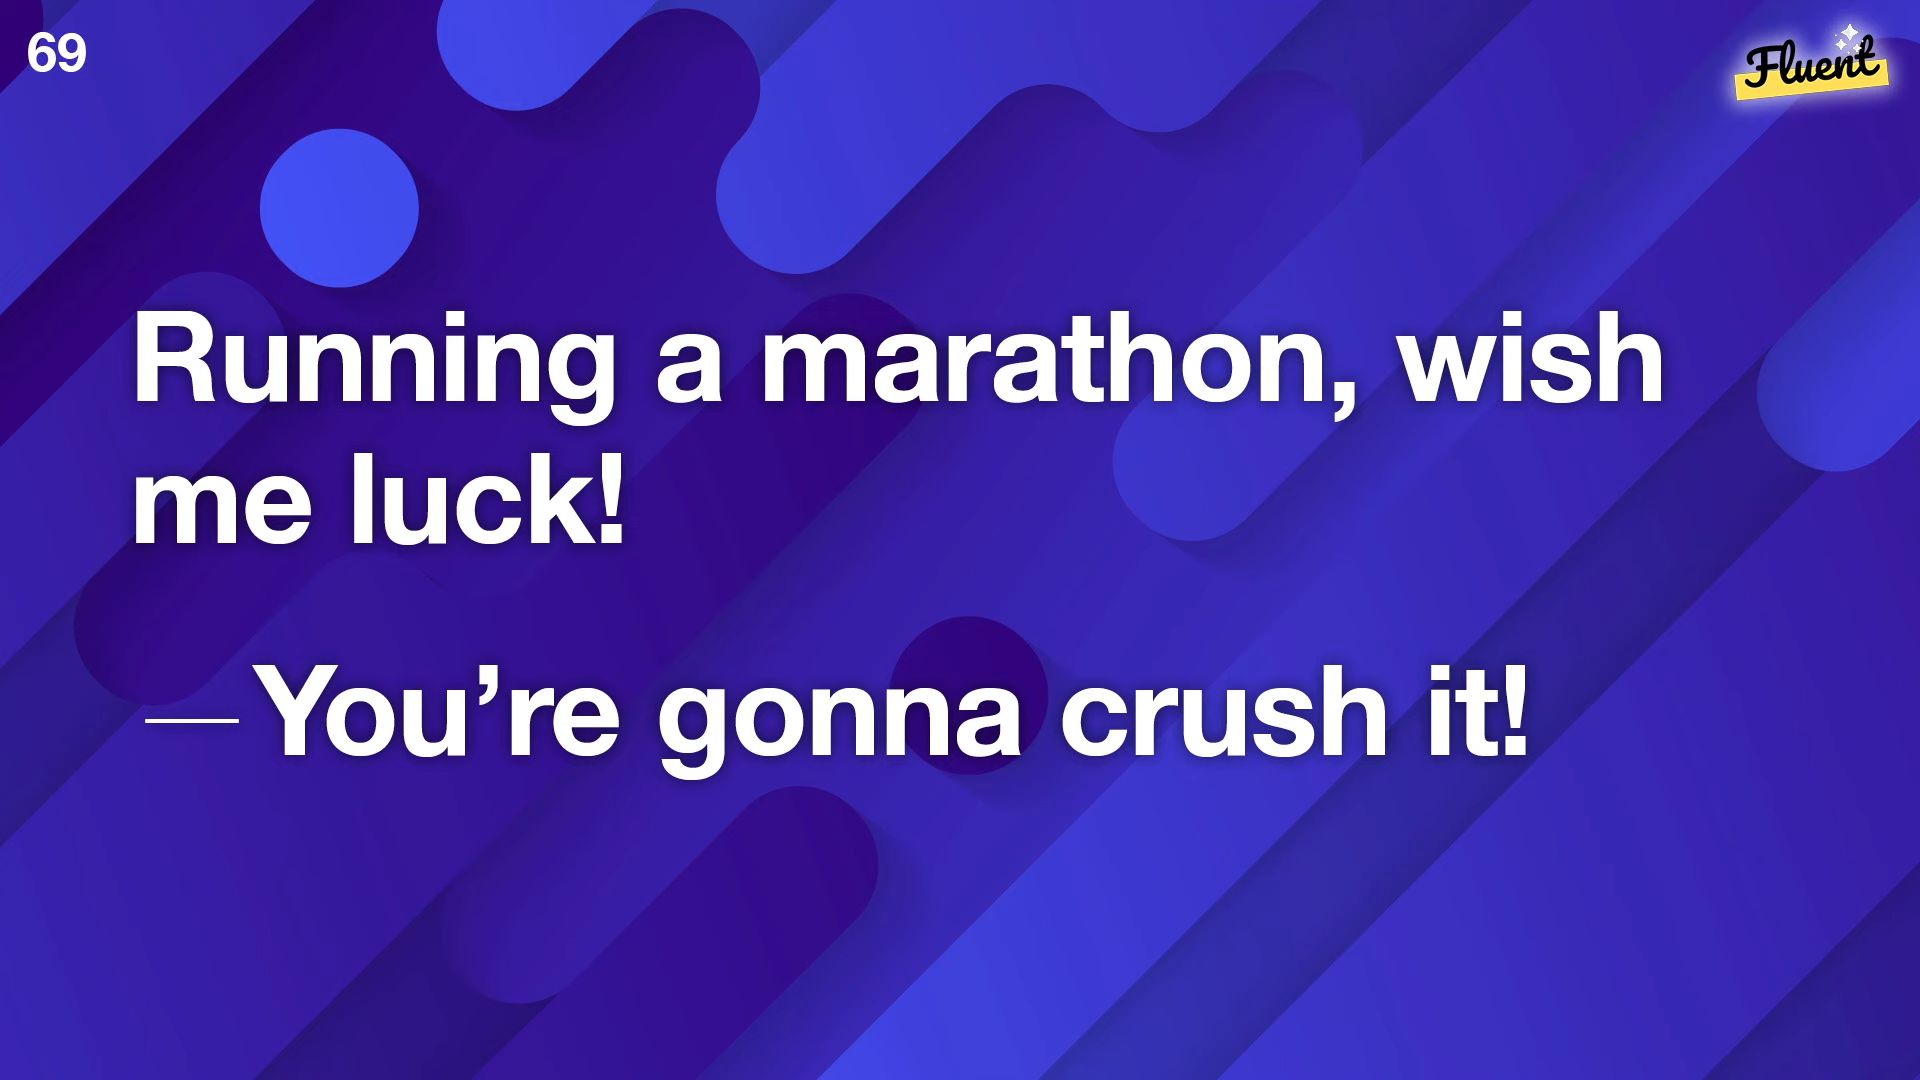 69
Fluent
Running a marathon, wish
me luck!
— You’re gonna crush it!